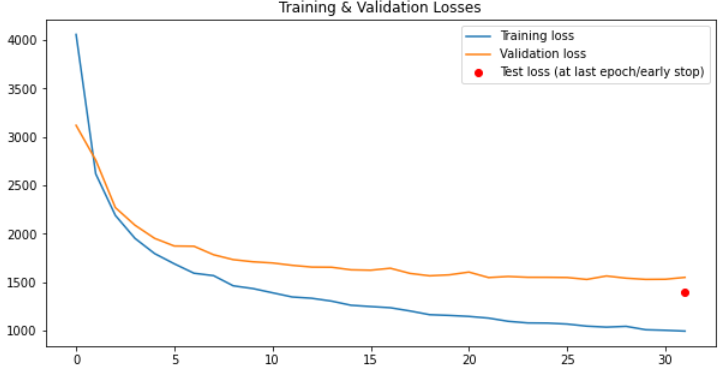 Training & Validation Losses
Training loss
Validation loss
Test loss (at last epoch/early stop)
4000
3500
3000
2500
2000
1500
1000
0 5 10 15 20 25 30